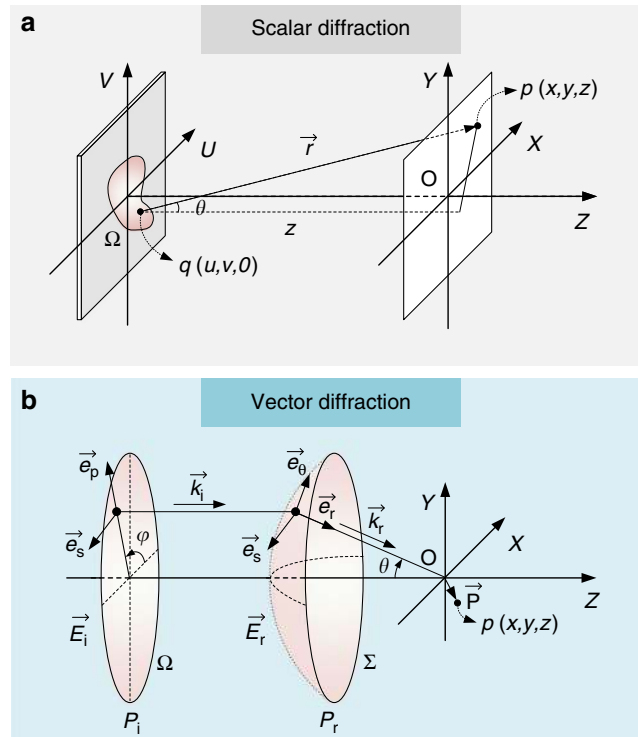 a
Scalar diffraction
V
Y
p (x,y,z)
U
r
X
O
θ
Z
z
Ω
q (u,v,0)
b
Vector diffraction
e_p
k_i
e_θ
Y
e_r
k_r
X
e_s
φ
e_s
θ
O
Z
P
E_i
E_r
p (x,y,z)
Ω
Σ
P_i
P_r